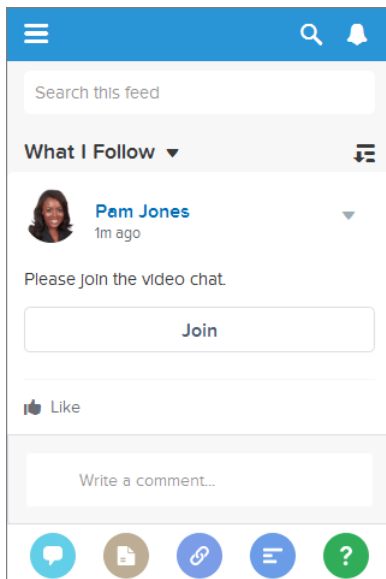 Search this feed
What I Follow
Pam Jones
1m ago
Please join the video chat.
Join
Like
Write a comment...
?